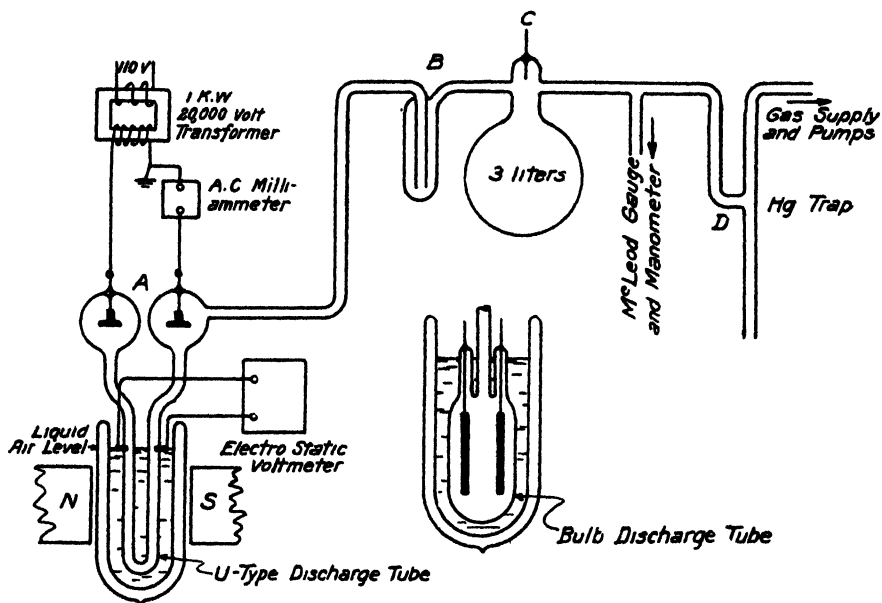 110 V
1 K.W
20,000 Volt
Transformer
A.C Milli-
ammeter
A
B
C
3 liters
McLeod Gauge
and Manometer
D
Gas Supply
and Pumps
Hg Trap
Liquid
Air Level
Electro Static
Voltmeter
N
S
U-Type Discharge Tube
Bulb Discharge Tube